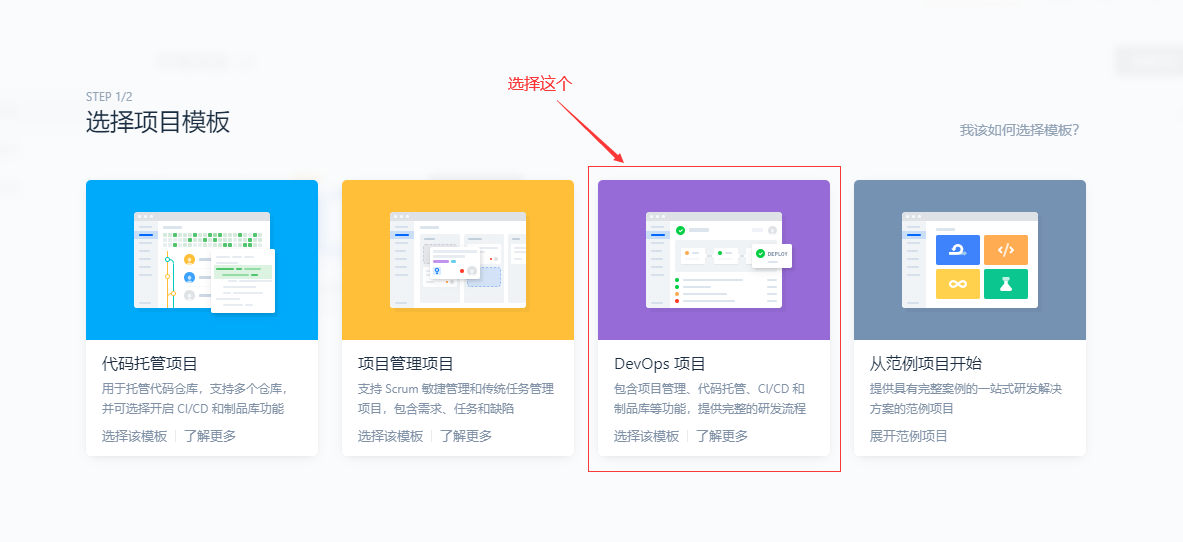 选择这个
STEP 1/2
选择项目模板
我该如何选择模板?
DEPLOY
代码托管项目
用于托管代码仓库，支持多个仓库，
并可选择开启 CI/CD 和制品库功能
选择该模板 | 了解更多
项目管理项目
支持 Scrum 敏捷管理和传统任务管理
项目，包含需求、任务和缺陷
选择该模板 | 了解更多
DevOps 项目
包含项目管理、代码托管、CI/CD 和
制品库等功能，提供完整的研发流程
选择该模板 | 了解更多
从范例项目开始
提供具有完整案例的一站式研发解决
方案的范例项目
展开范例项目